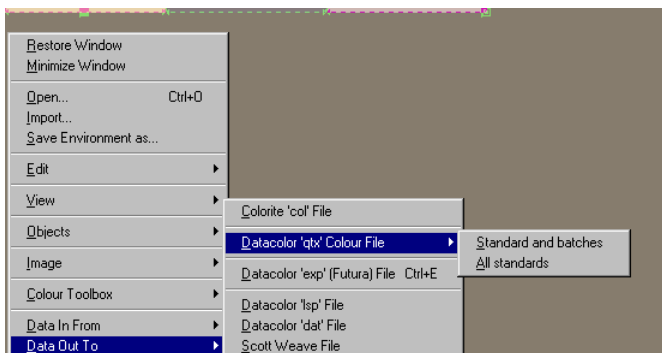 Restore Window
Minimize Window
Open... Ctrl+O
Import...
Save Environment as...
Edit
View
Objects
Image
Colour Toolbox
Data In From
Data Out To
Colorite 'col' File
Datacolor 'qtx' Colour File
Datacolor 'exp' (Futura) File Ctrl+E
Datacolor 'lsp' File
Datacolor 'dat' File
Scott Weave File
Standard and batches
All standards